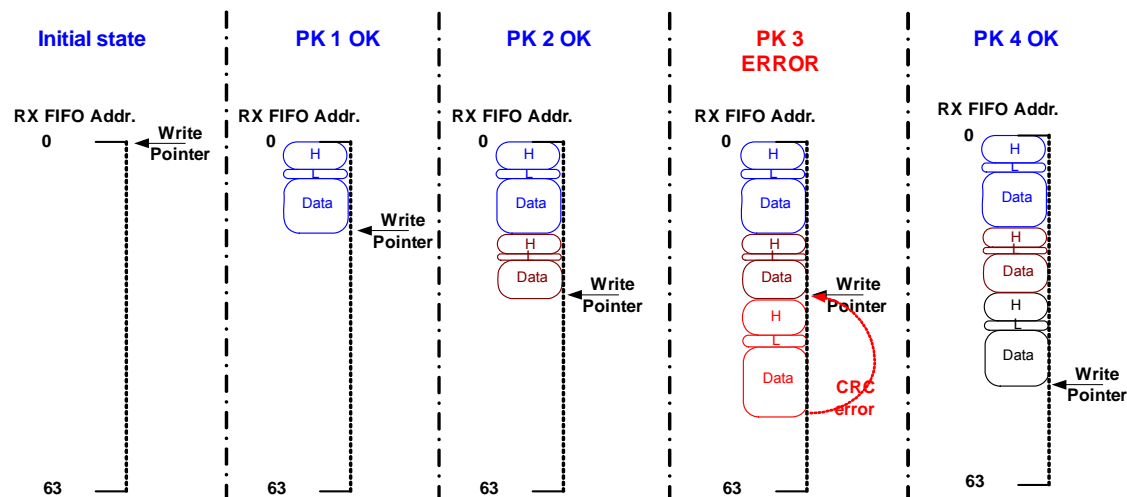 Initial state
RX FIFO Addr.
0
Write
Pointer
63
PK 1 OK
RX FIFO Addr.
0
H
L
Data
Write
Pointer
63
PK 2 OK
RX FIFO Addr.
0
H
L
Data
H
L
Data
Write
Pointer
63
PK 3
ERROR
RX FIFO Addr.
0
H
L
Data
H
L
Data
Write
Pointer
H
L
Data
CRC
error
63
PK 4 OK
RX FIFO Addr.
0
H
L
Data
H
L
Data
H
L
Data
Write
Pointer
63